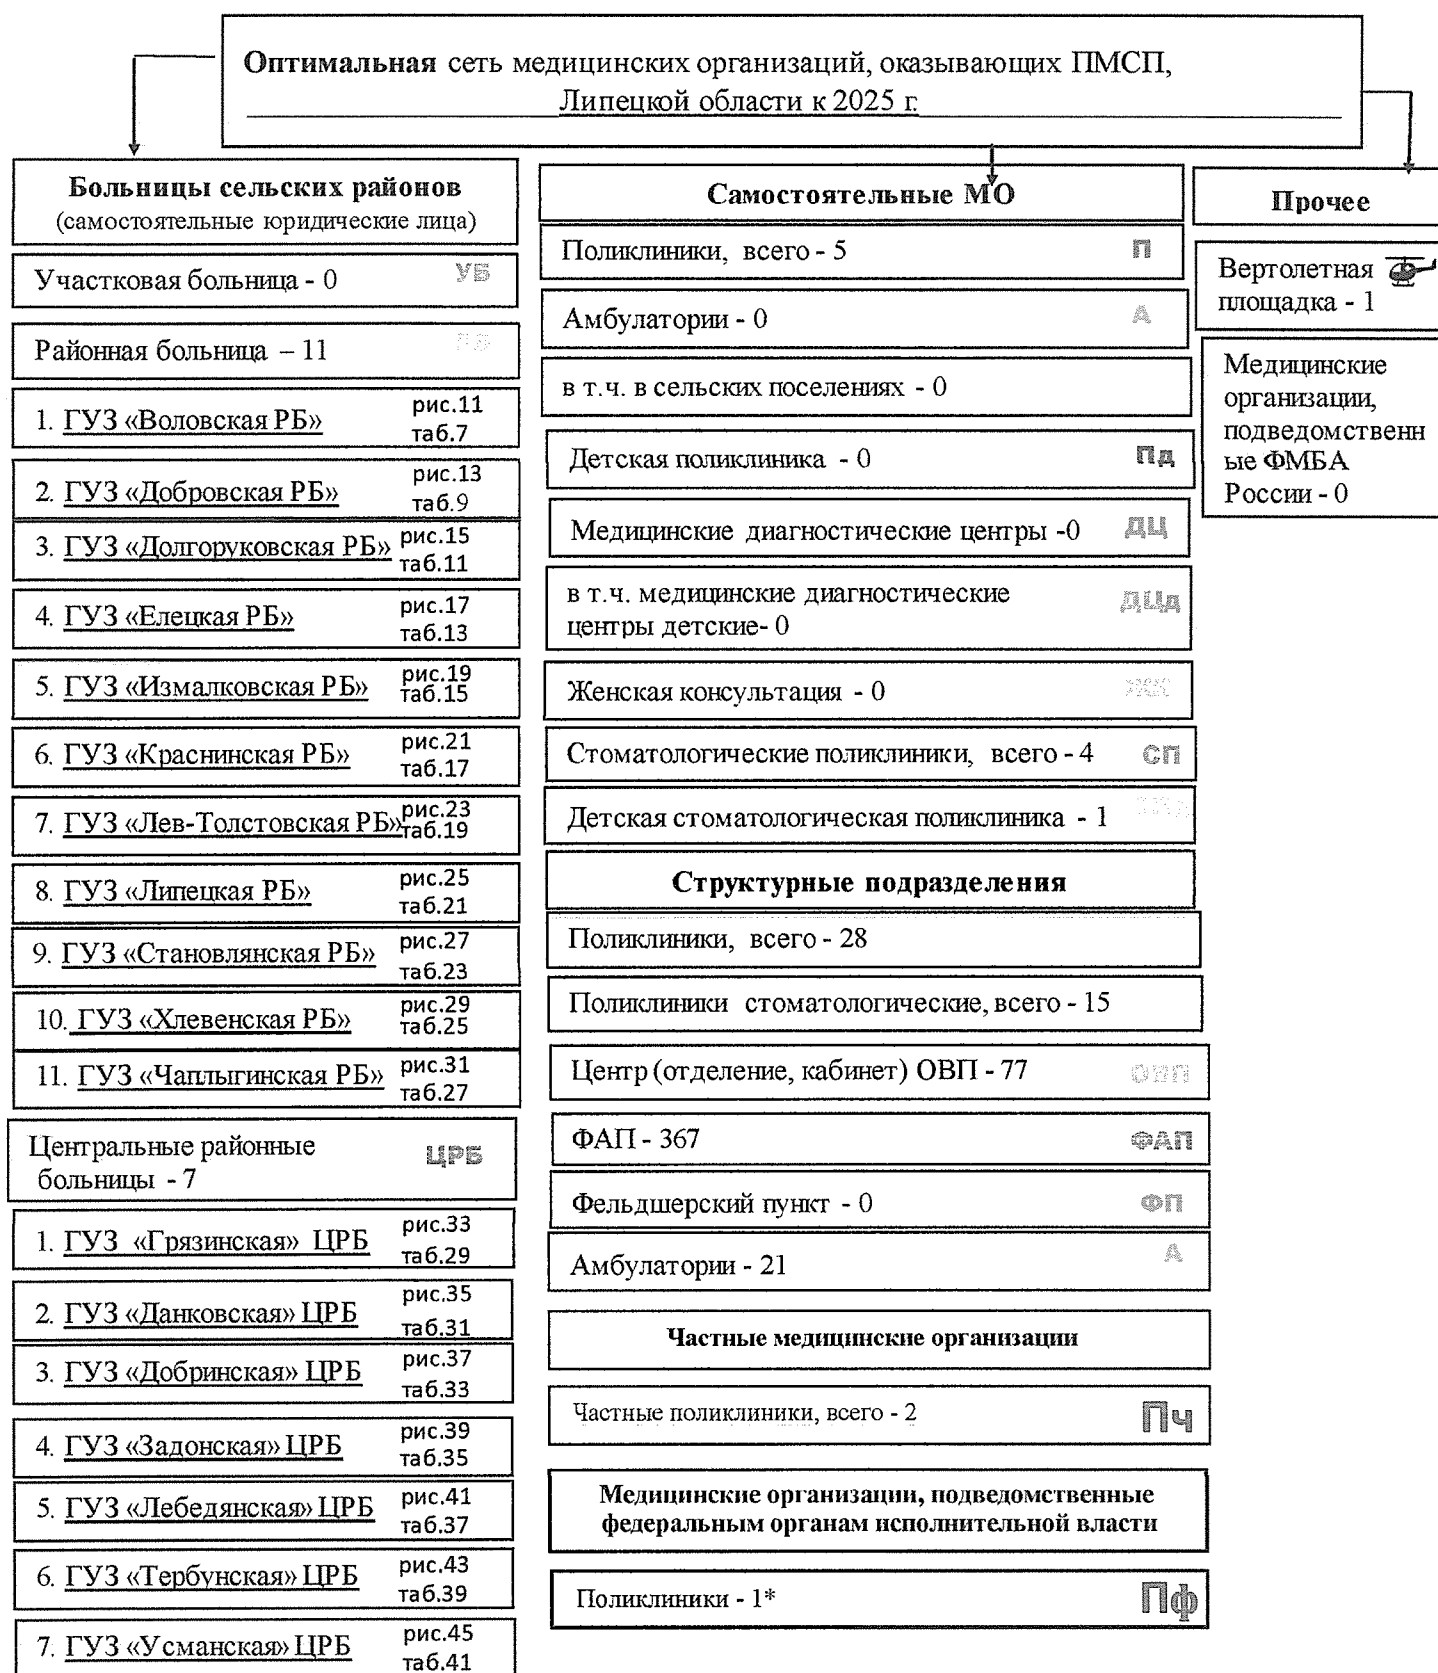 Оптимальная сеть медицинских организаций, оказывающих ПМСП,
Липецкой области к 2025 г.
Больницы сельских районов
(самостоятельные юридические лица)
Участковая больница - 0 УБ
Районная больница – 11 РБ
1. ГУЗ «Воловская РБ» рис.11
таб.7
2. ГУЗ «Добровская РБ» рис.13
таб.9
3. ГУЗ «Долгоруковская РБ» рис.15
таб.11
4. ГУЗ «Елецкая РБ» рис.17
таб.13
5. ГУЗ «Измалковская РБ» рис.19
таб.15
6. ГУЗ «Краснинская РБ» рис.21
таб.17
7. ГУЗ «Лев-Толстовская РБ» рис.23
таб.19
8. ГУЗ «Липецкая РБ» рис.25
таб.21
9. ГУЗ «Становлянская РБ» рис.27
таб.23
10. ГУЗ «Хлевенская РБ» рис.29
таб.25
11. ГУЗ «Чаплыгинская РБ» рис.31
таб.27
Центральные районные ЦРБ
больницы - 7
1. ГУЗ «Грязинская» ЦРБ рис.33
таб.29
2. ГУЗ «Данковская» ЦРБ рис.35
таб.31
3. ГУЗ «Добринская» ЦРБ рис.37
таб.33
4. ГУЗ «Задонская» ЦРБ рис.39
таб.35
5. ГУЗ «Лебедянская» ЦРБ рис.41
таб.37
6. ГУЗ «Тербунская» ЦРБ рис.43
таб.39
7. ГУЗ «Усманская» ЦРБ рис.45
таб.41
Самостоятельные МО
Поликлиники, всего - 5 П
Амбулатории - 0 А
в т.ч. в сельских поселениях - 0
Детская поликлиника - 0 Пд
Медицинские диагностические центры -0 ДЦ
в т.ч. медицинские диагностические ДЦд
центры детские- 0
Женская консультация - 0 ЖК
Стоматологические поликлиники, всего - 4 СП
Детская стоматологическая поликлиника - 1
Структурные подразделения
Поликлиники, всего - 28
Поликлиники стоматологические, всего - 15
Центр (отделение, кабинет) ОВП - 77 ОВП
ФАП - 367 ФАП
Фельдшерский пункт - 0 ФП
Амбулатории - 21 А
Частные медицинские организации
Частные поликлиники, всего - 2 Пч
Медицинские организации, подведомственные
федеральным органам исполнительной власти
Поликлиники - 1* Пф
Прочее
Вертолетная
площадка - 1
Медицинские
организации,
подведомственн
ые ФМБА
России - 0